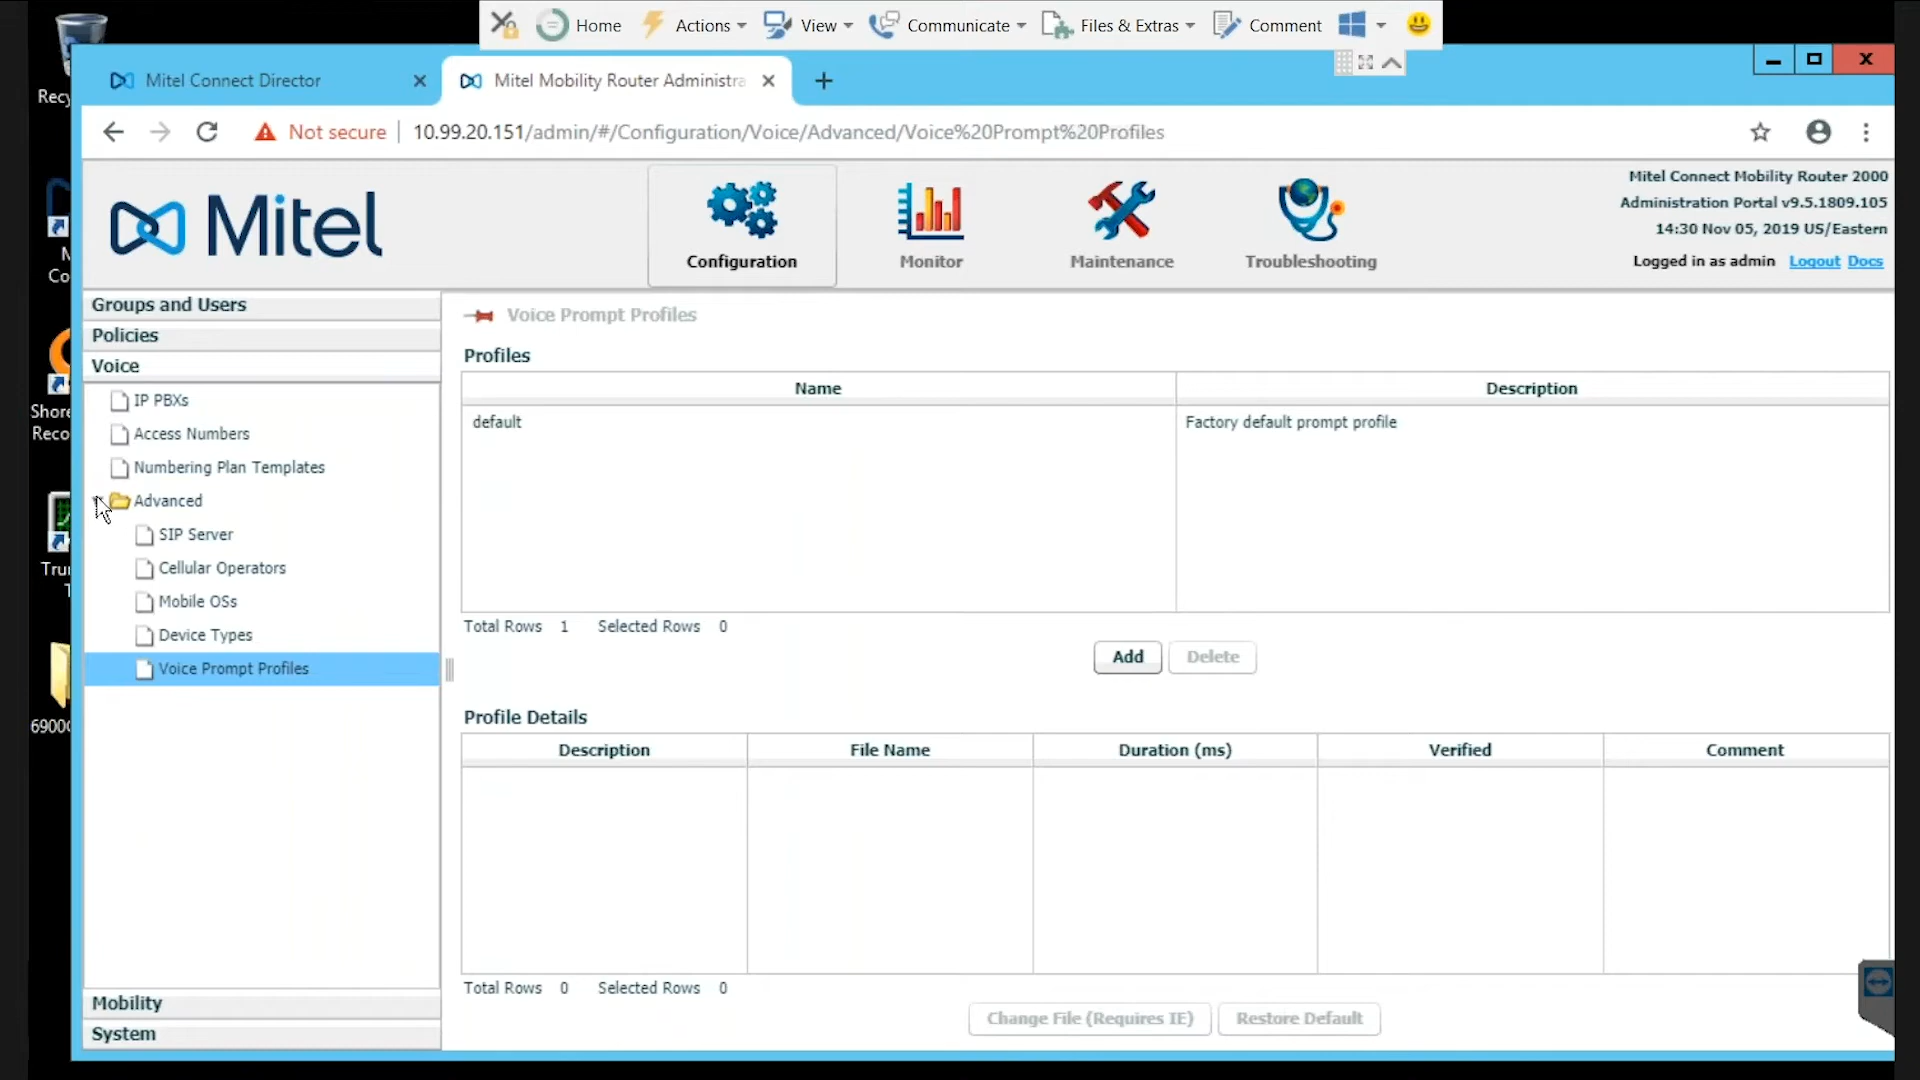 Home
Actions
View
Communicate
Files & Extras
Comment
Mitel Connect Director
Mitel Mobility Router Administra
Not secure
10.99.20.151/admin/#/Configuration/Voice/Advanced/Voice%20Prompt%20Profiles
Mitel
Configuration
Monitor
Maintenance
Troubleshooting
Mitel Connect Mobility Router 2000
Administration Portal v9.5.1809.105
14:30 Nov 05, 2019 US/Eastern
Logged in as admin Logout Docs
Groups and Users
Policies
Voice
IP PBXs
Access Numbers
Numbering Plan Templates
Advanced
SIP Server
Cellular Operators
Mobile OSs
Device Types
Voice Prompt Profiles
Mobility
System
Voice Prompt Profiles
Profiles
Name Description
default Factory default prompt profile
Total Rows 1 Selected Rows 0
Add Delete
Profile Details
Description File Name Duration (ms) Verified Comment
Total Rows 0 Selected Rows 0
Change File (Requires IE) Restore Default
Recy
M
Co
Shore
Reco
Tru
T
6900